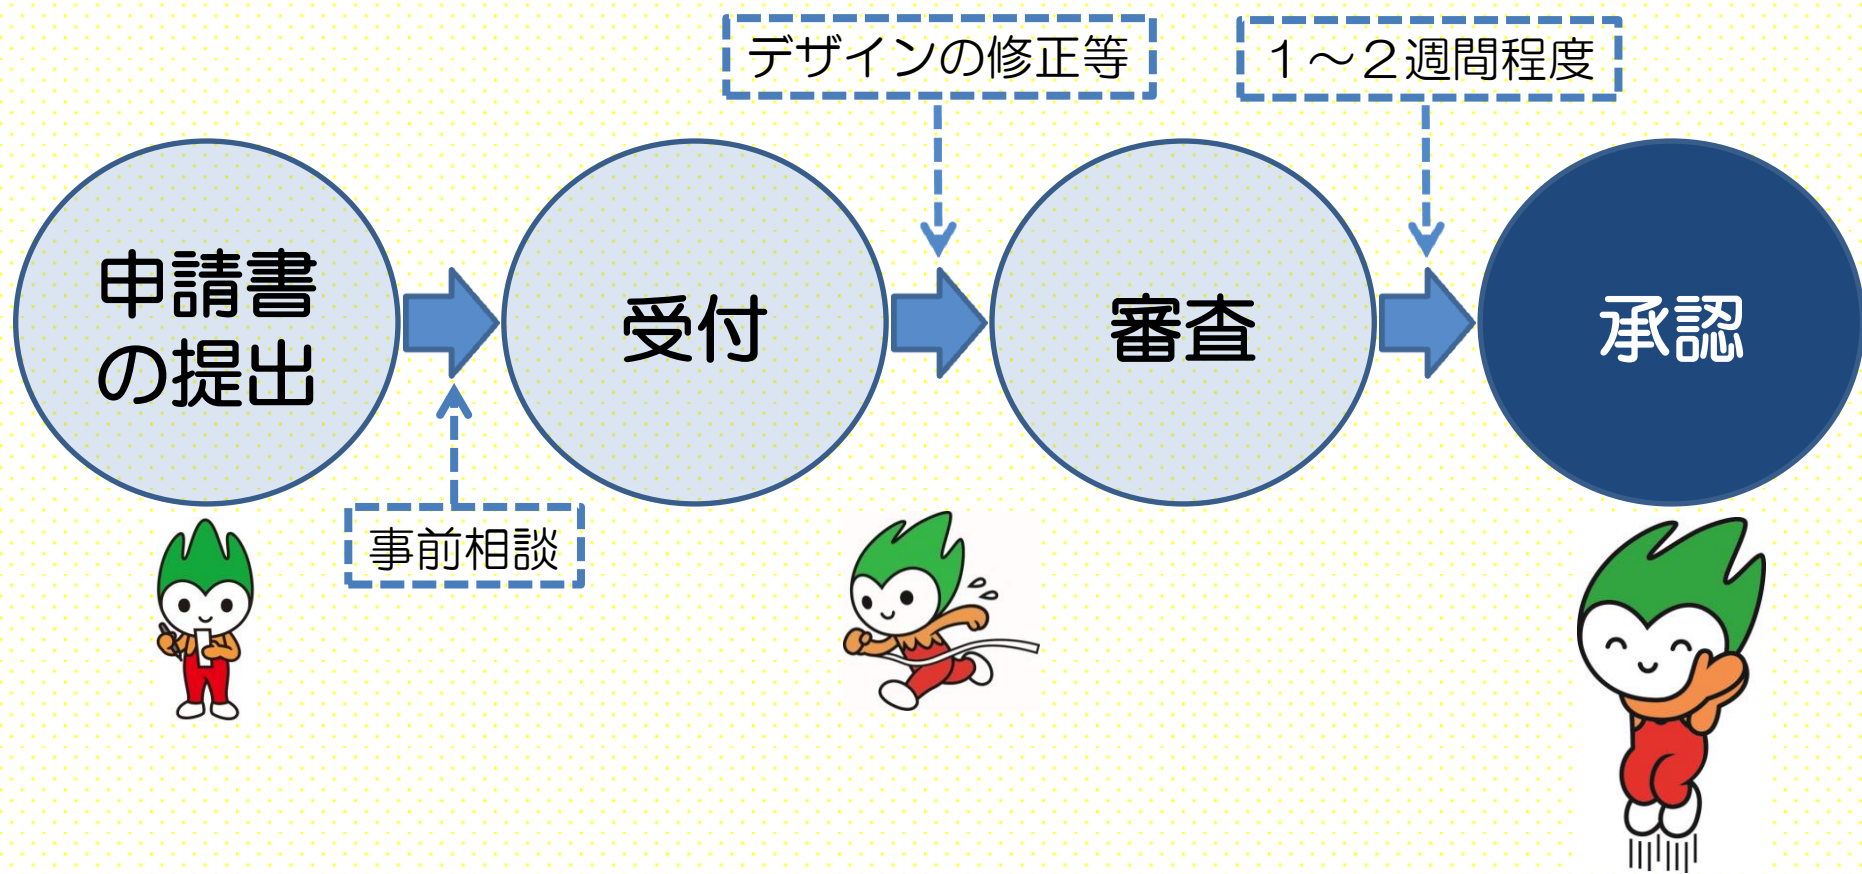 デザインの修正等
１～２週間程度
申請書
の提出
受付
審査
承認
事前相談